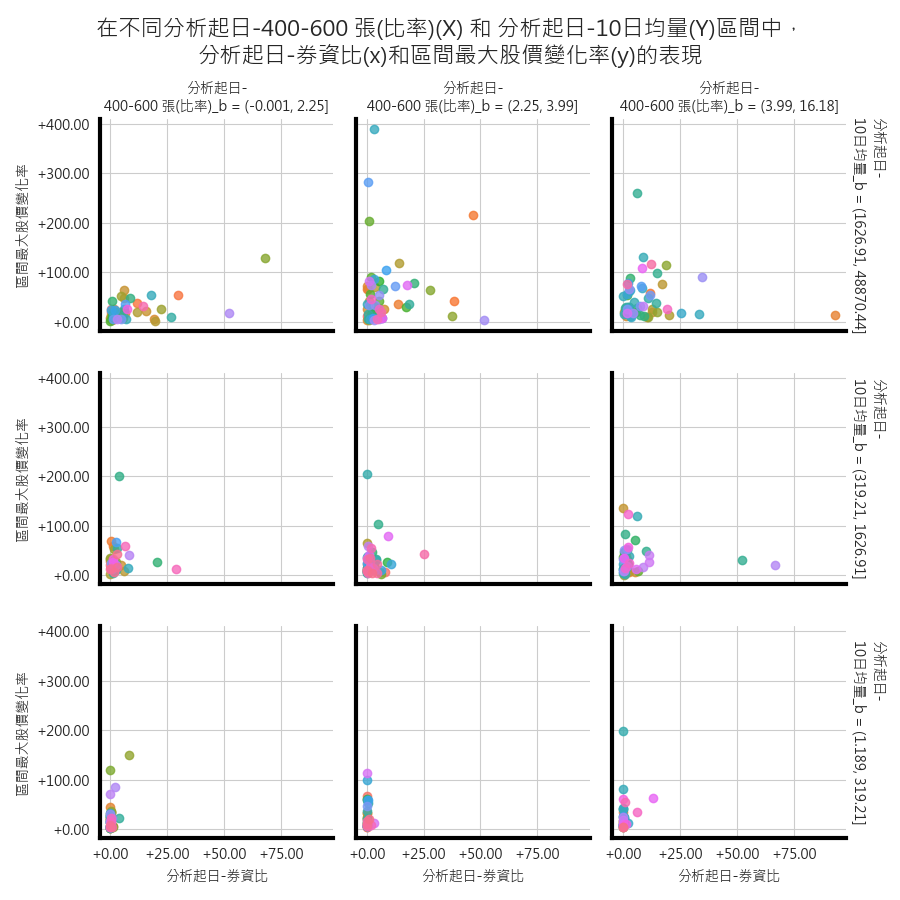 在不同分析起日-400-600 張(比率)(X) 和 分析起日-10日均量(Y)區間中，
分析起日-券資比(x)和區間最大股價變化率(y)的表現
分析起日-
400-600 張(比率)_b = (-0.001, 2.25]
分析起日-
400-600 張(比率)_b = (2.25, 3.99]
分析起日-
400-600 張(比率)_b = (3.99, 16.18]
+400.00
+300.00
+200.00
+100.00
+0.00
區間最大股價變化率
分析起日-
10日均量_b = (1626.91, 48870.44]
+400.00
+300.00
+200.00
+100.00
+0.00
區間最大股價變化率
分析起日-
10日均量_b = (319.21, 1626.91]
+400.00
+300.00
+200.00
+100.00
+0.00
區間最大股價變化率
分析起日-
10日均量_b = (1.189, 319.21]
+0.00 +25.00 +50.00 +75.00
+0.00 +25.00 +50.00 +75.00
+0.00 +25.00 +50.00 +75.00
分析起日-券資比
分析起日-券資比
分析起日-券資比